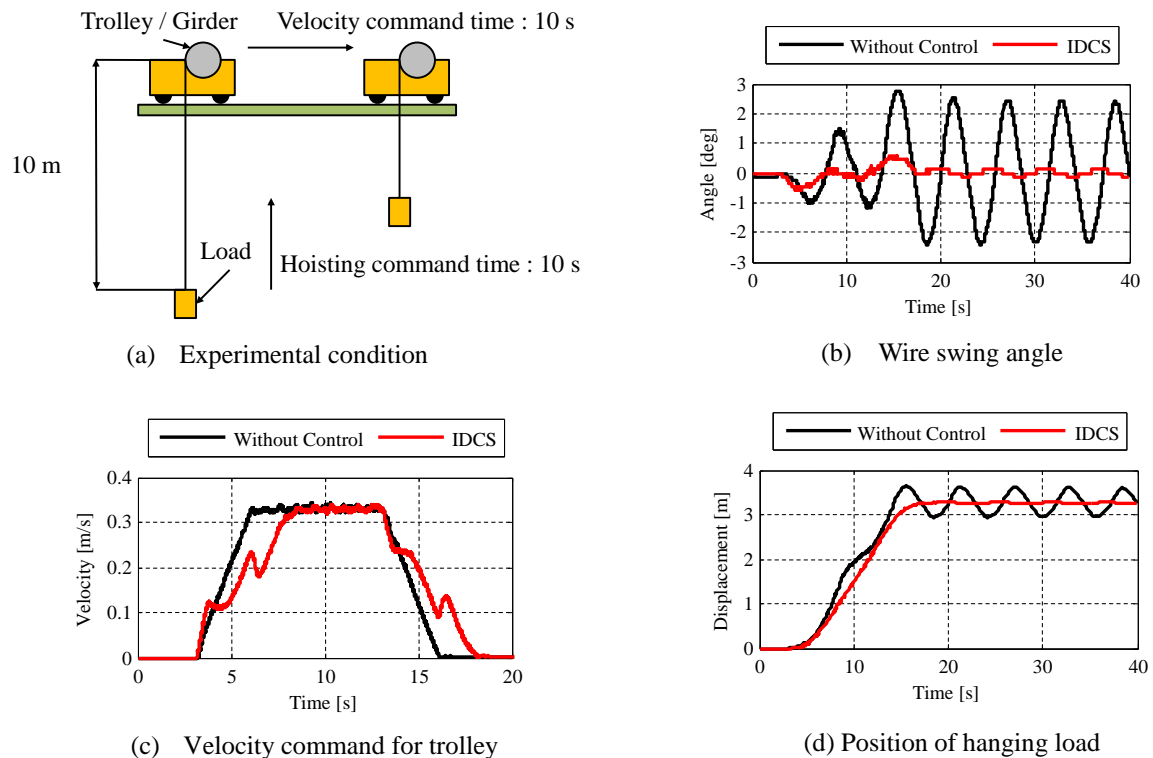 Trolley / Girder
Velocity command time : 10 s
10 m
Load
Hoisting command time : 10 s
(a) Experimental condition
Without Control
IDCS
3
2
1
0
-1
-2
-3
Angle [deg]
0
10
20
30
40
Time [s]
(b) Wire swing angle
Without Control
IDCS
0.4
0.3
0.2
0.1
0
Velocity [m/s]
0
5
10
15
20
Time [s]
(c) Velocity command for trolley
Without Control
IDCS
4
3
2
1
0
Displacement [m]
0
10
20
30
40
Time [s]
(d) Position of hanging load